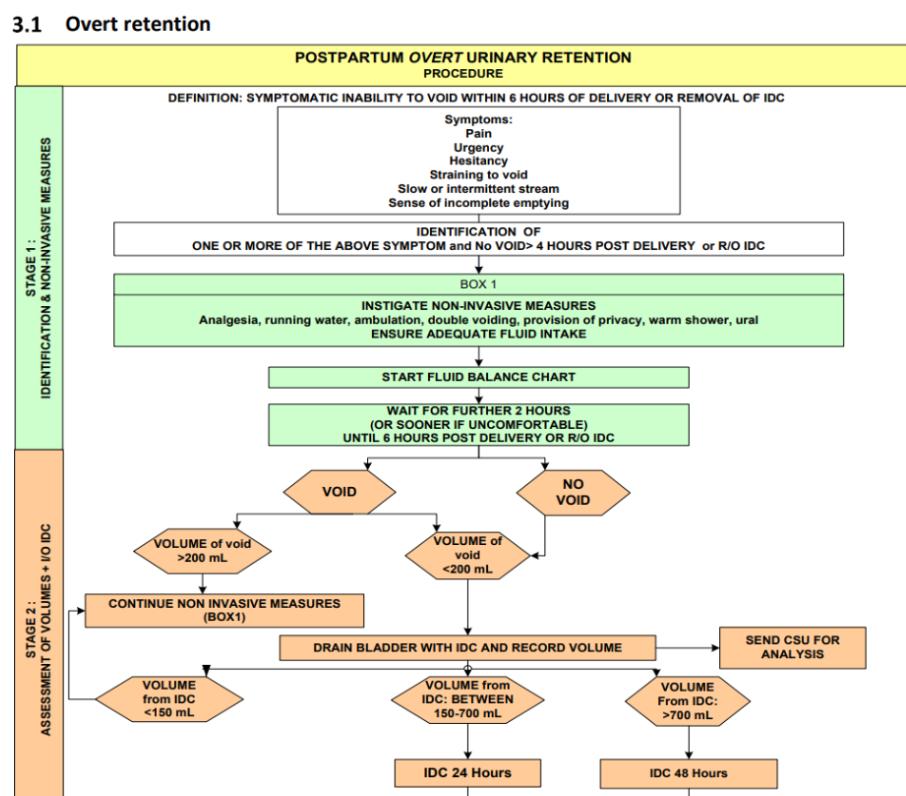 3.1 Overt retention
POSTPARTUM OVERT URINARY RETENTION
PROCEDURE
STAGE 1 :
IDENTIFICATION & NON-INVASIVE MEASURES
DEFINITION: SYMPTOMATIC INABILITY TO VOID WITHIN 6 HOURS OF DELIVERY OR REMOVAL OF IDC
Symptoms:
Pain
Urgency
Hesitancy
Straining to void
Slow or intermittent stream
Sense of incomplete emptying
IDENTIFICATION OF
ONE OR MORE OF THE ABOVE SYMPTOM and No VOID> 4 HOURS POST DELIVERY or R/O IDC
BOX 1
INSTIGATE NON-INVASIVE MEASURES
Analgesia, running water, ambulation, double voiding, provision of privacy, warm shower, ural
ENSURE ADEQUATE FLUID INTAKE
START FLUID BALANCE CHART
WAIT FOR FURTHER 2 HOURS
(OR SOONER IF UNCOMFORTABLE)
UNTIL 6 HOURS POST DELIVERY OR R/O IDC
STAGE 2 :
ASSESSMENT OF VOLUMES + I/O IDC
VOID
NO
VOID
VOLUME of void
>200 mL
VOLUME of
void
<200 mL
CONTINUE NON INVASIVE MEASURES
(BOX1)
DRAIN BLADDER WITH IDC AND RECORD VOLUME
SEND CSU FOR
ANALYSIS
VOLUME
from IDC
<150 mL
VOLUME from
IDC: BETWEEN
150-700 mL
VOLUME
From IDC:
>700 mL
IDC 24 Hours
IDC 48 Hours